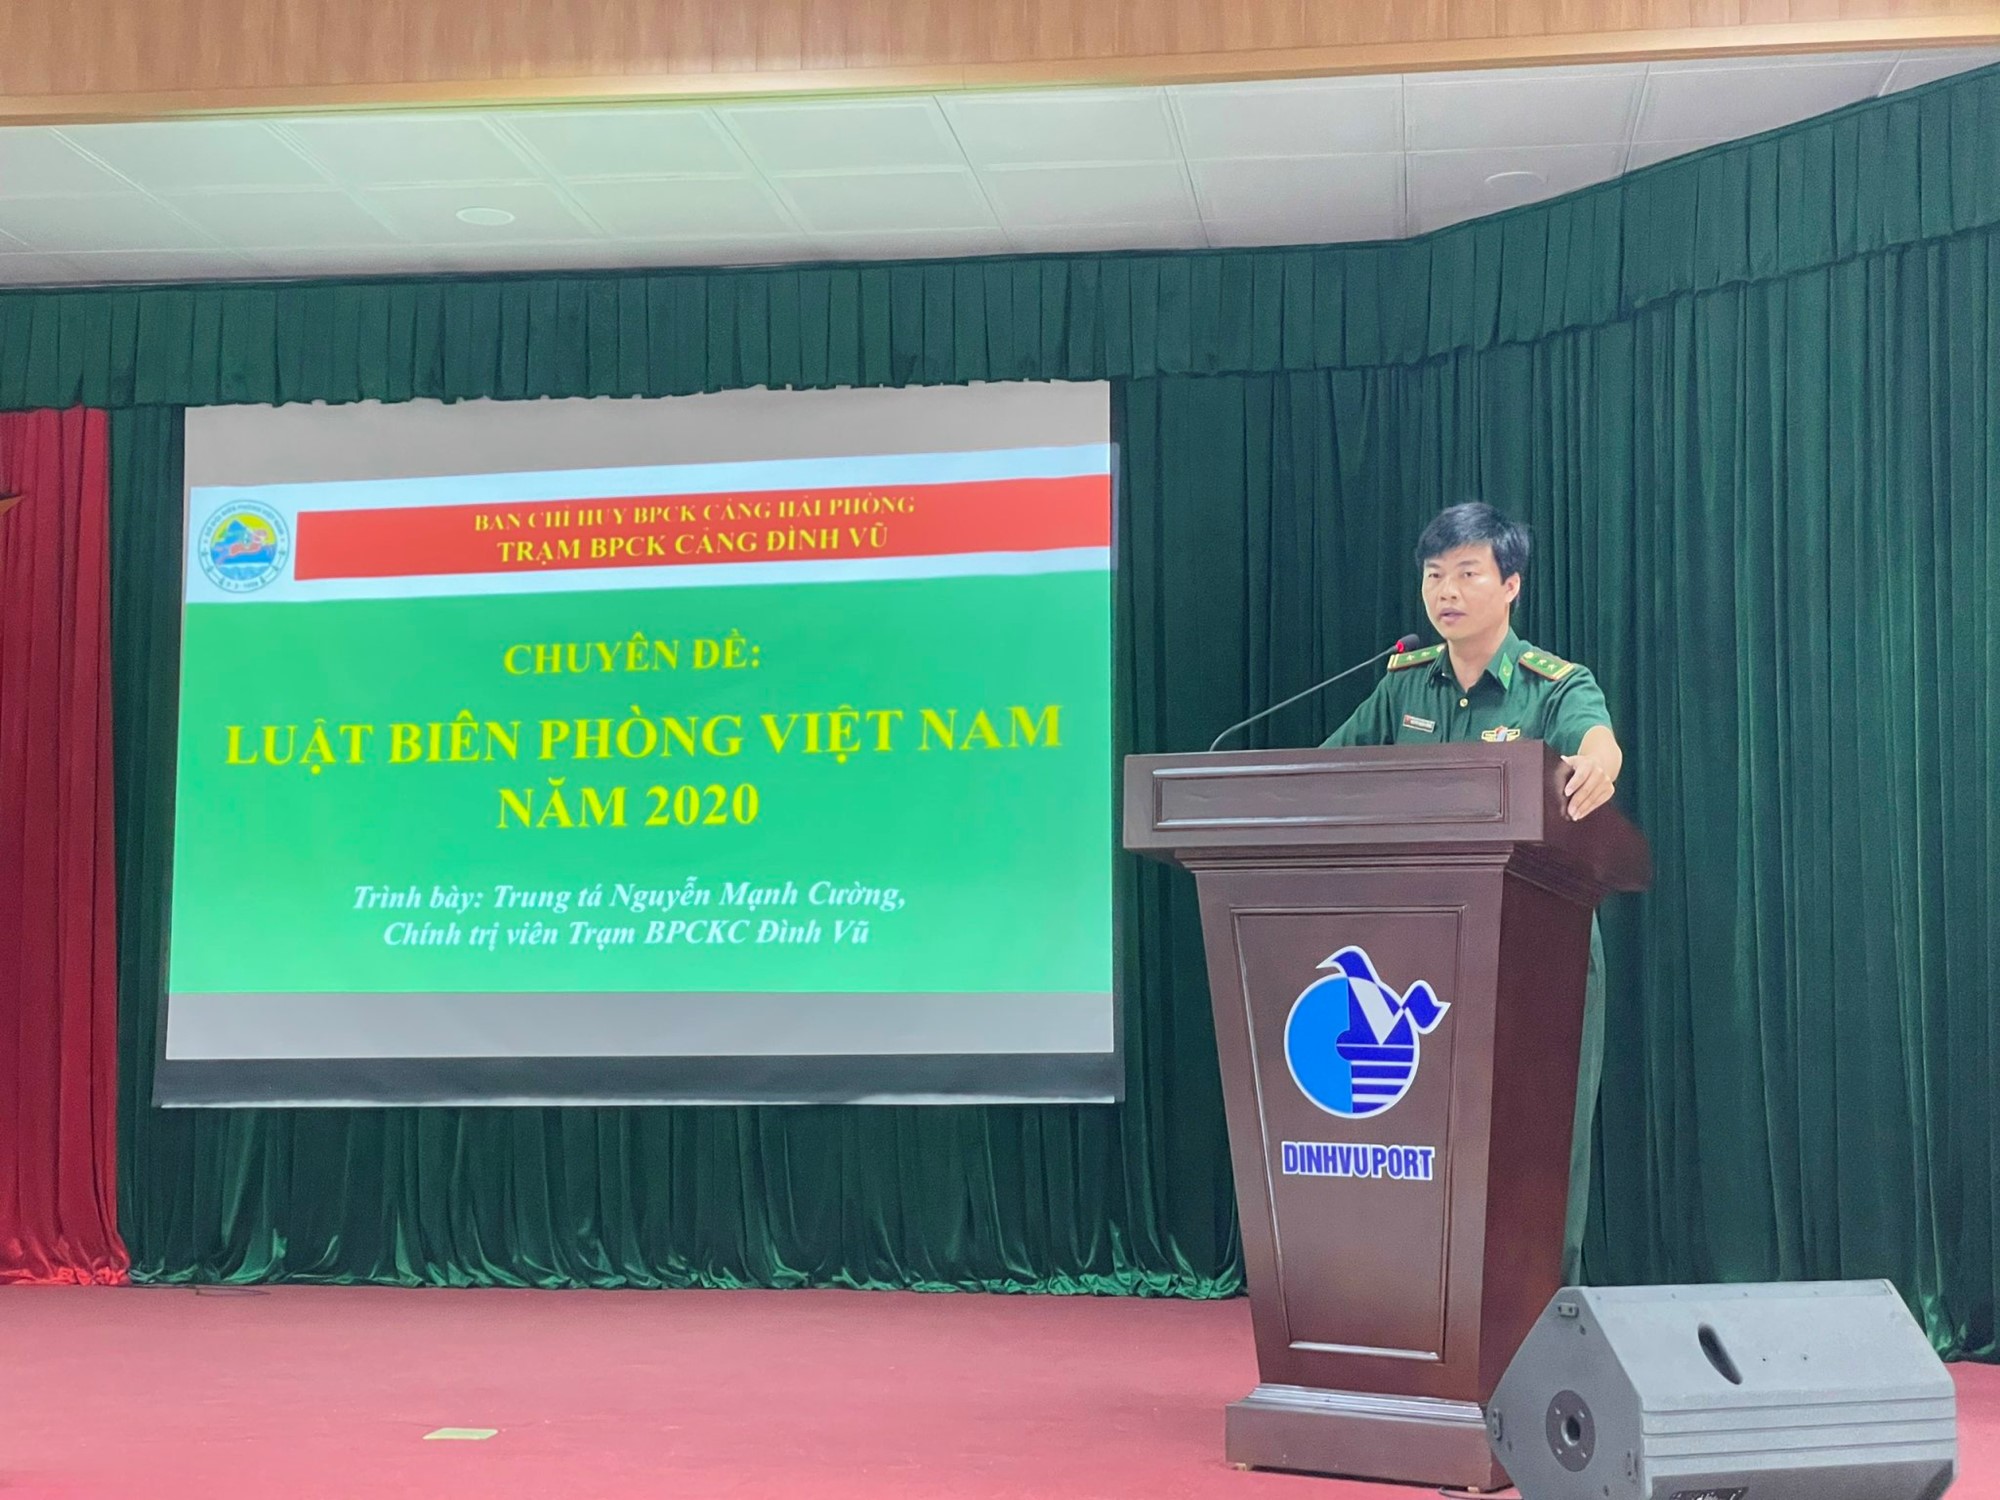 BAN CHỈ HUY BPCK CẢNG HẢI PHÒNG
TRẠM BPCK CẢNG ĐÌNH VŨ
CHUYÊN ĐỀ:
LUẬT BIÊN PHÒNG VIỆT NAM
NĂM 2020
Trình bày: Trung tá Nguyễn Mạnh Cường,
Chính trị viên Trạm BPCKC Đình Vũ
DINHVU PORT